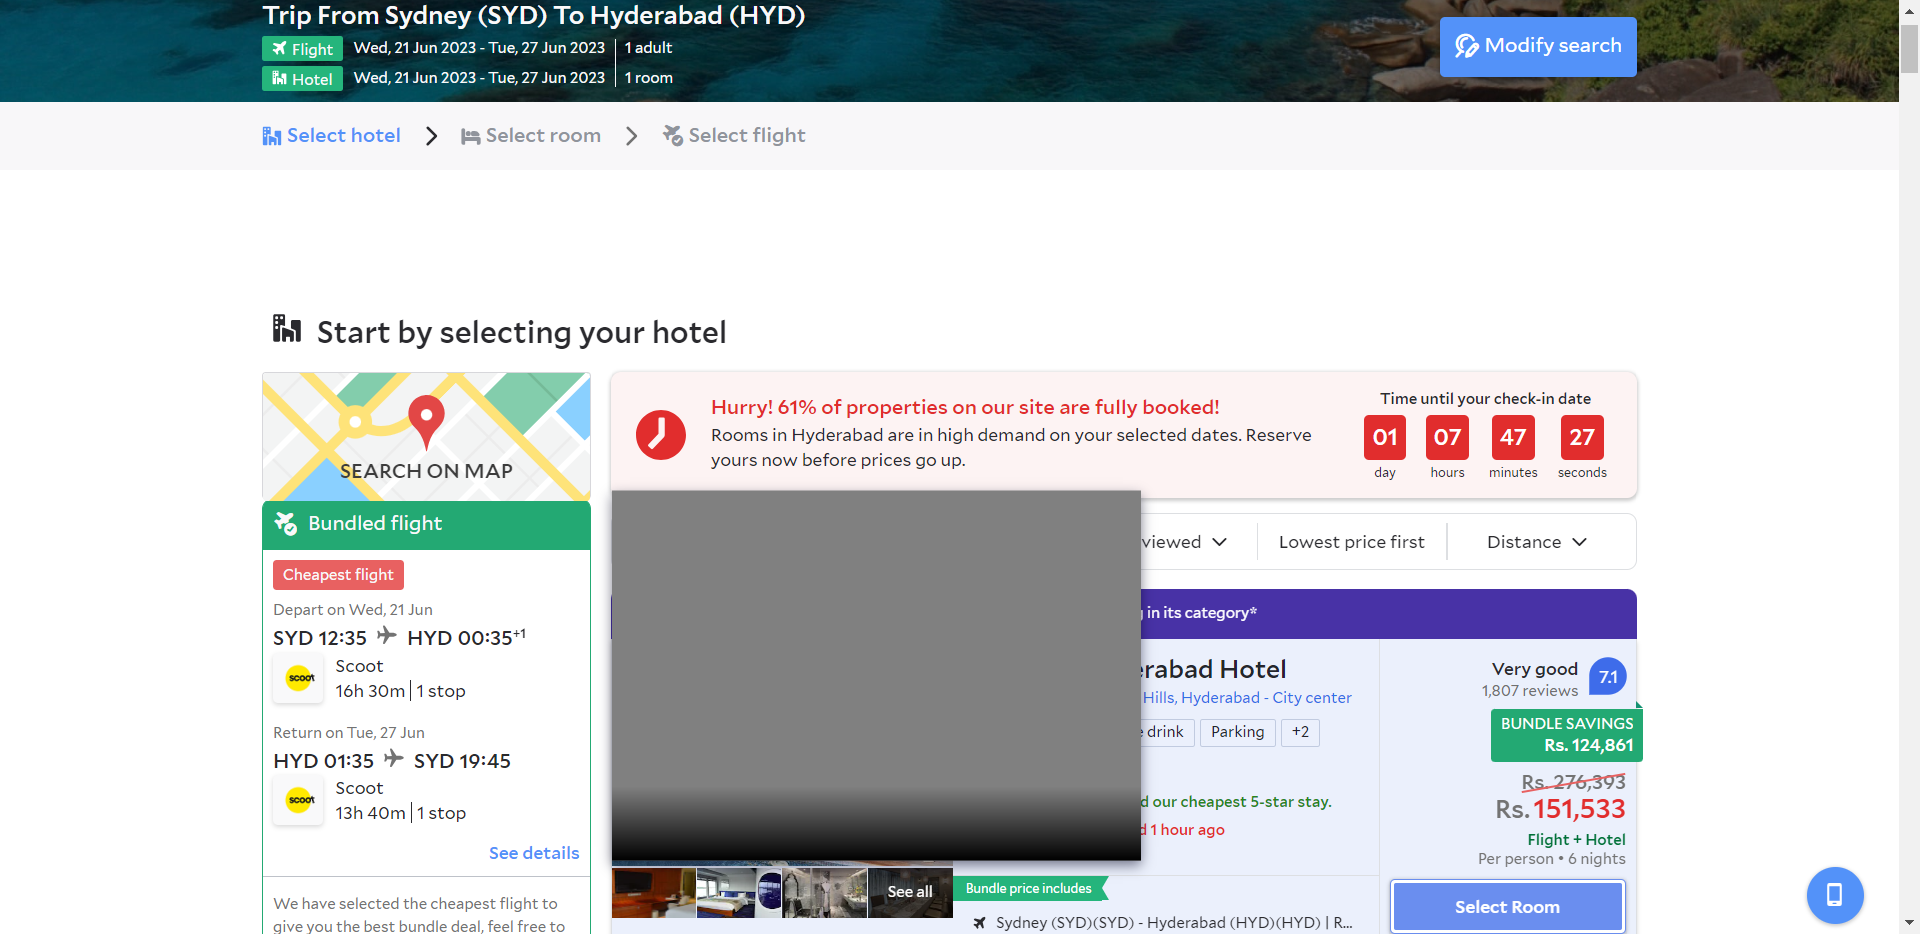 Trip From Sydney (SYD) To Hyderabad (HYD)
Flight Wed, 21 Jun 2023 - Tue, 27 Jun 2023 1 adult
Hotel Wed, 21 Jun 2023 - Tue, 27 Jun 2023 1 room
Modify search
Select hotel Select room Select flight
Start by selecting your hotel
SEARCH ON MAP
Bundled flight
Cheapest flight
Depart on Wed, 21 Jun
SYD 12:35 HYD 00:35+1
scoot
Scoot
16h 30m 1 stop
Return on Tue, 27 Jun
HYD 01:35 SYD 19:45
scoot
Scoot
13h 40m 1 stop
See details
We have selected the cheapest flight to
give you the best bundle deal, feel free to
Hurry! 61% of properties on our site are fully booked!
Rooms in Hyderabad are in high demand on your selected dates. Reserve
yours now before prices go up.
Time until your check-in date
01 07 47 27
day hours minutes seconds
viewed Lowest price first Distance
in its category*
erabad Hotel
Hills, Hyderabad - City center
drink Parking +2
our cheapest 5-star stay.
1 hour ago
Very good 7.1
1,807 reviews
BUNDLE SAVINGS
Rs. 124,861
Rs. 276,393
Rs. 151,533
Flight + Hotel
Per person • 6 nights
Select Room
See all
Bundle price includes
Sydney (SYD)(SYD) - Hyderabad (HYD)(HYD) | R...